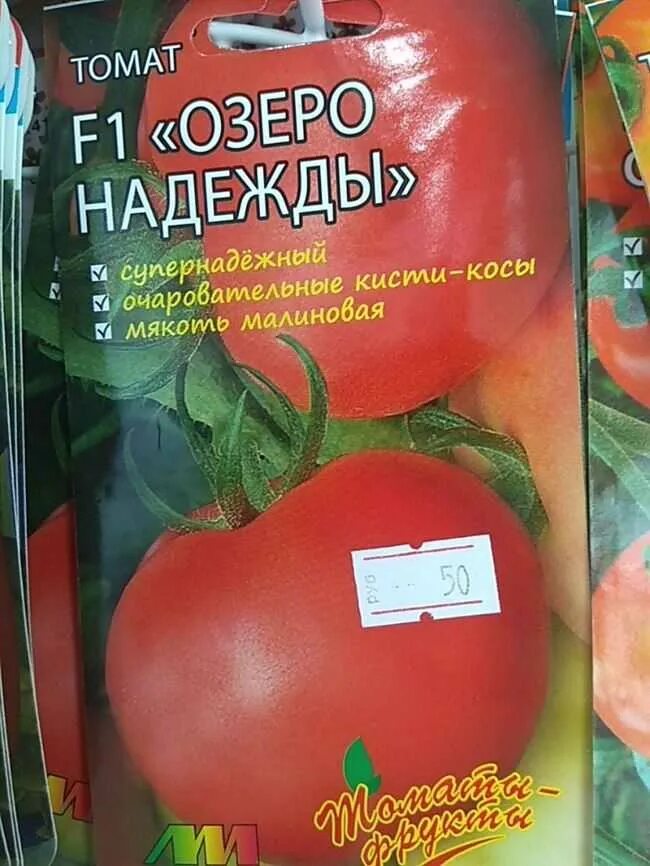 ТОМАТ
F1 «ОЗЕРО
НАДЕЖДЫ»
супернадёжный
очаровательные кисти-косы
мякоть малиновая
руб 50
Томаты-
фрукты